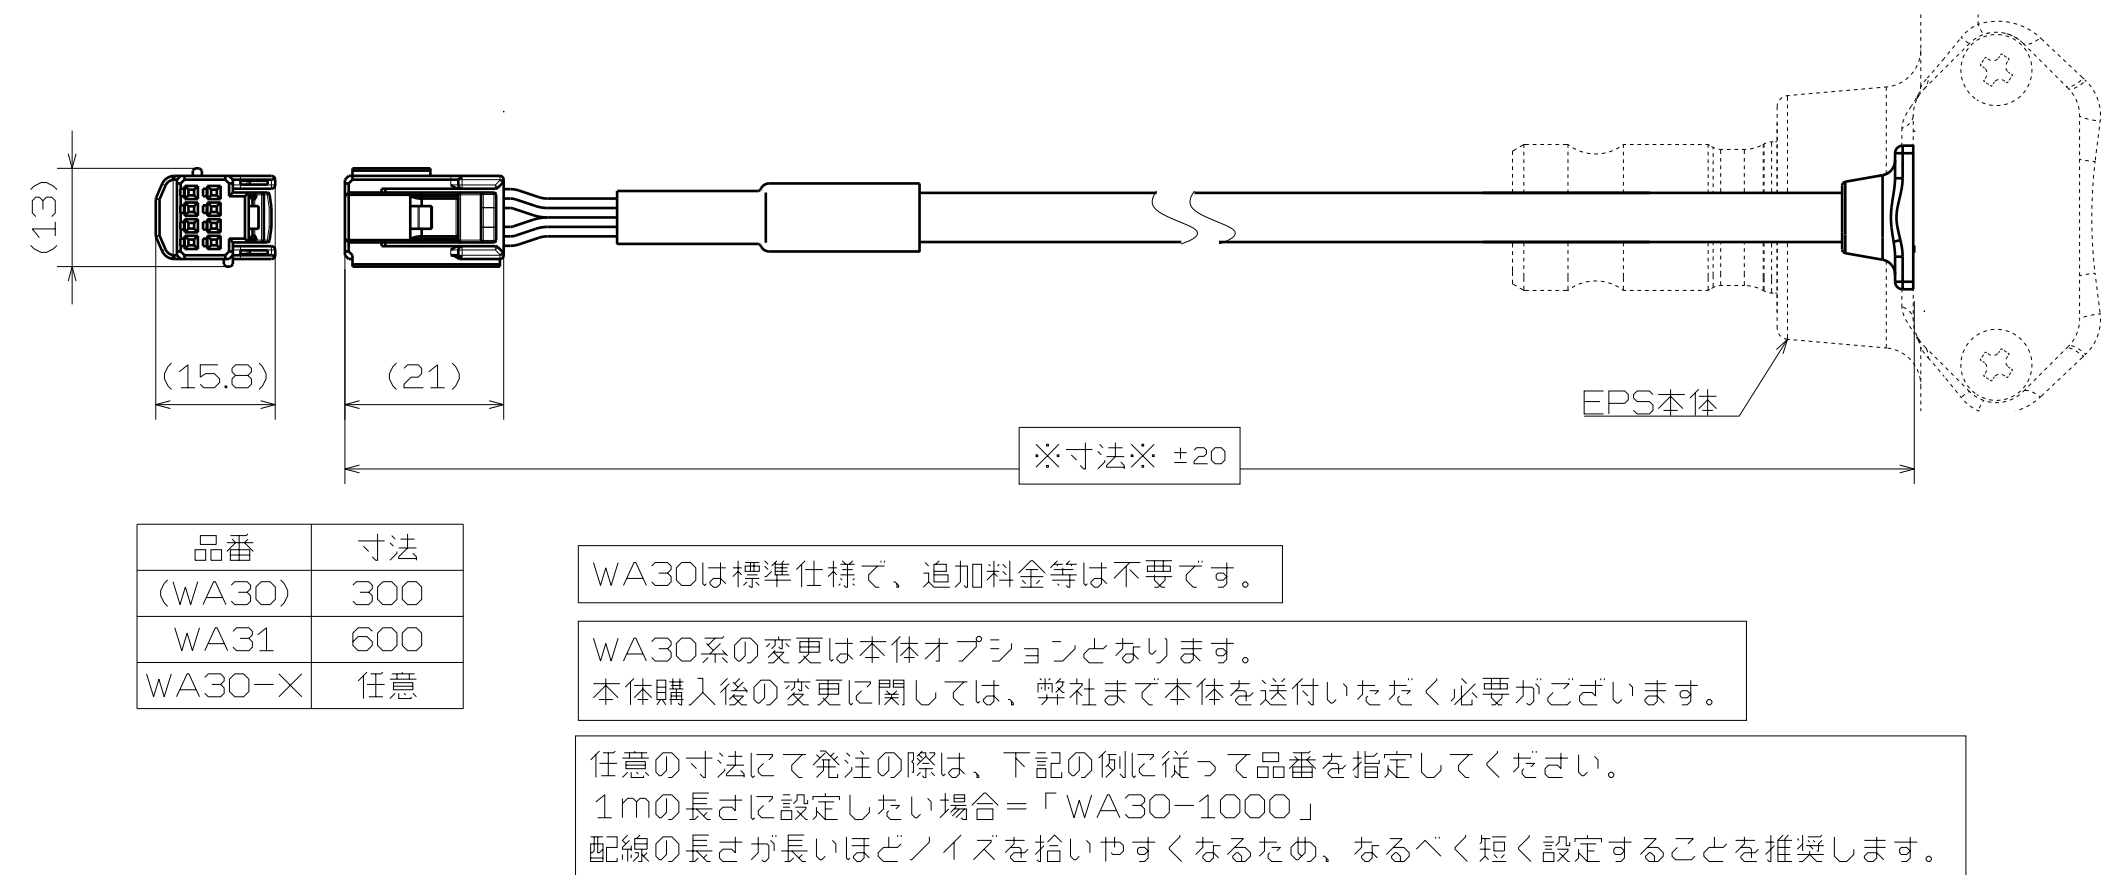 (13)
(15.8)
(21)
EPS本体
※寸法※ ±20
品番 寸法
(WA30) 300
WA31 600
WA30-X 任意
WA30は標準仕様で、追加料金等は不要です。
WA30系の変更は本体オプションとなります。
本体購入後の変更に関しては、弊社まで本体を送付いただく必要がございます。
任意の寸法にて発注の際は、下記の例に従って品番を指定してください。
1mの長さに設定したい場合=「WA30-1000」
配線の長さが長いほどノイズを拾いやすくなるため、なるべく短く設定することを推奨します。